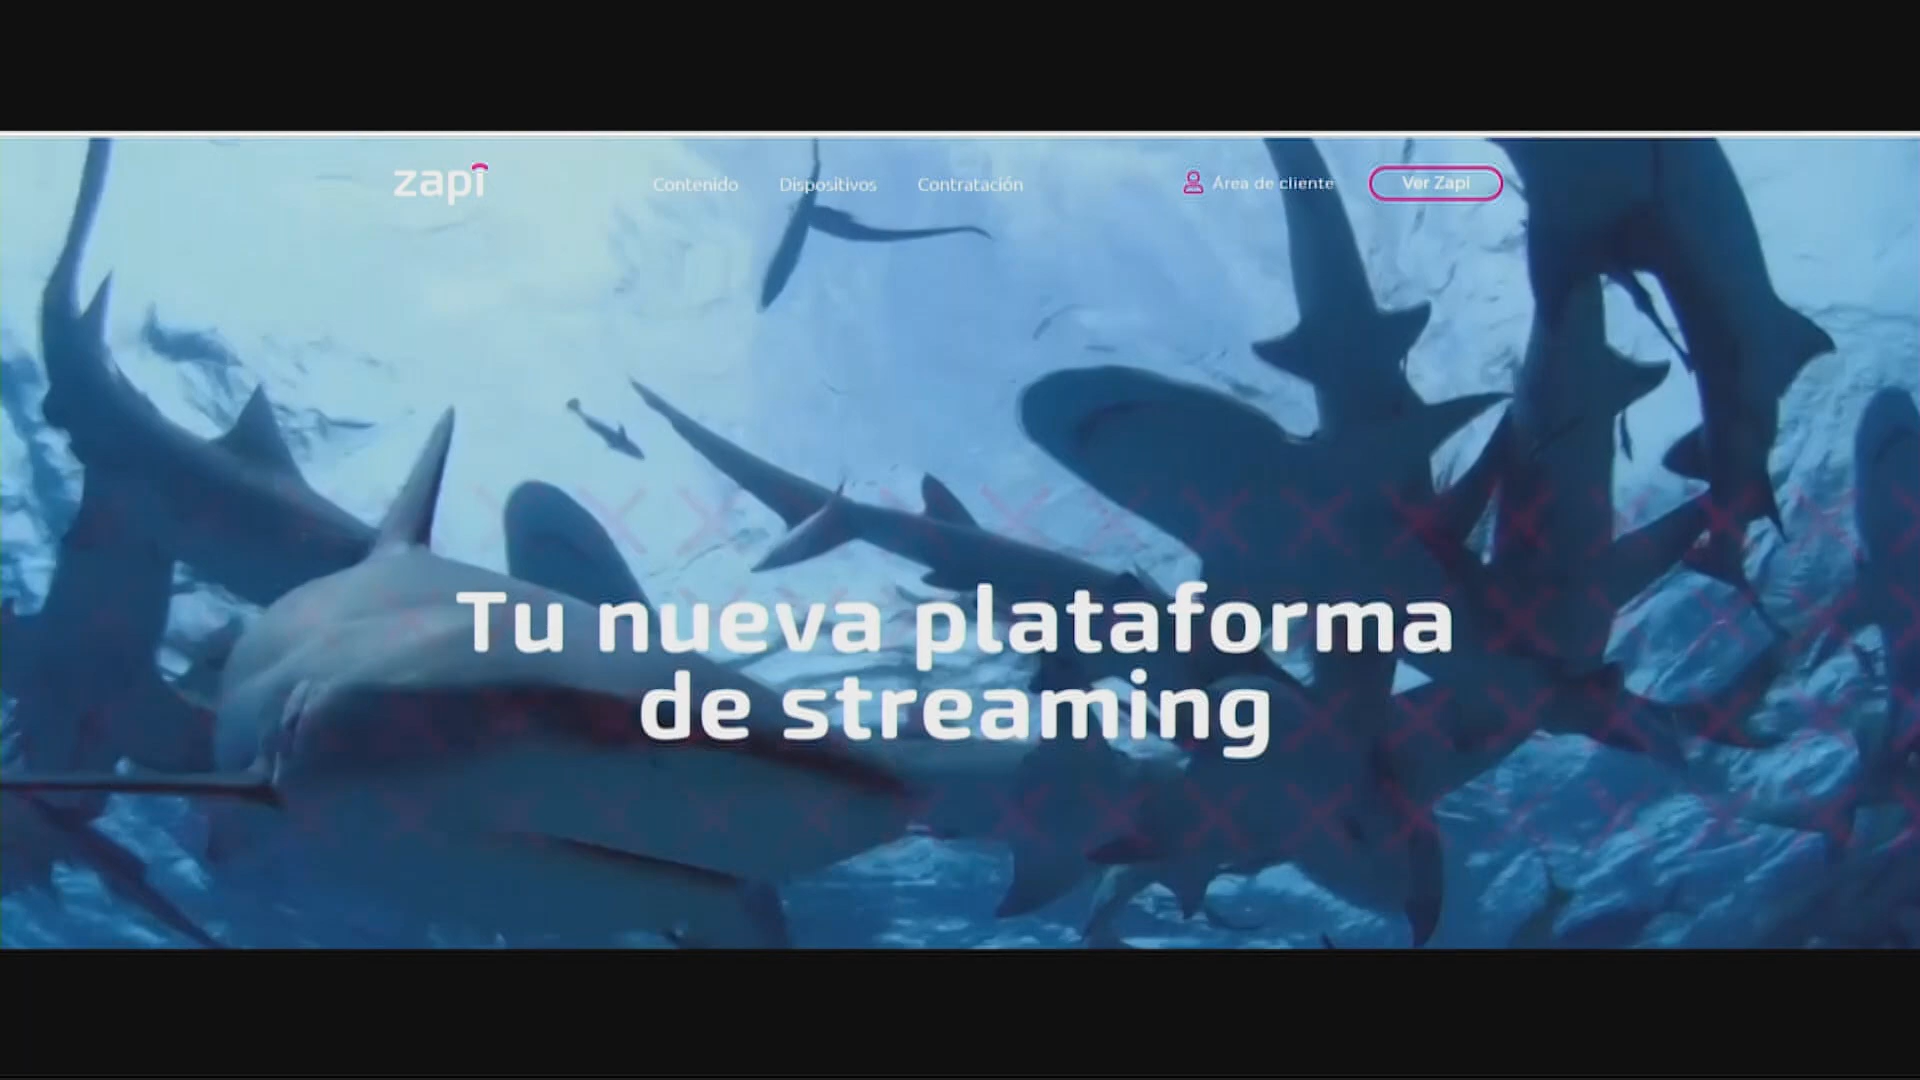 zapi
Contenido Dispositivos Contratación
Área de cliente
Ver Zapi
Tu nueva plataforma
de streaming